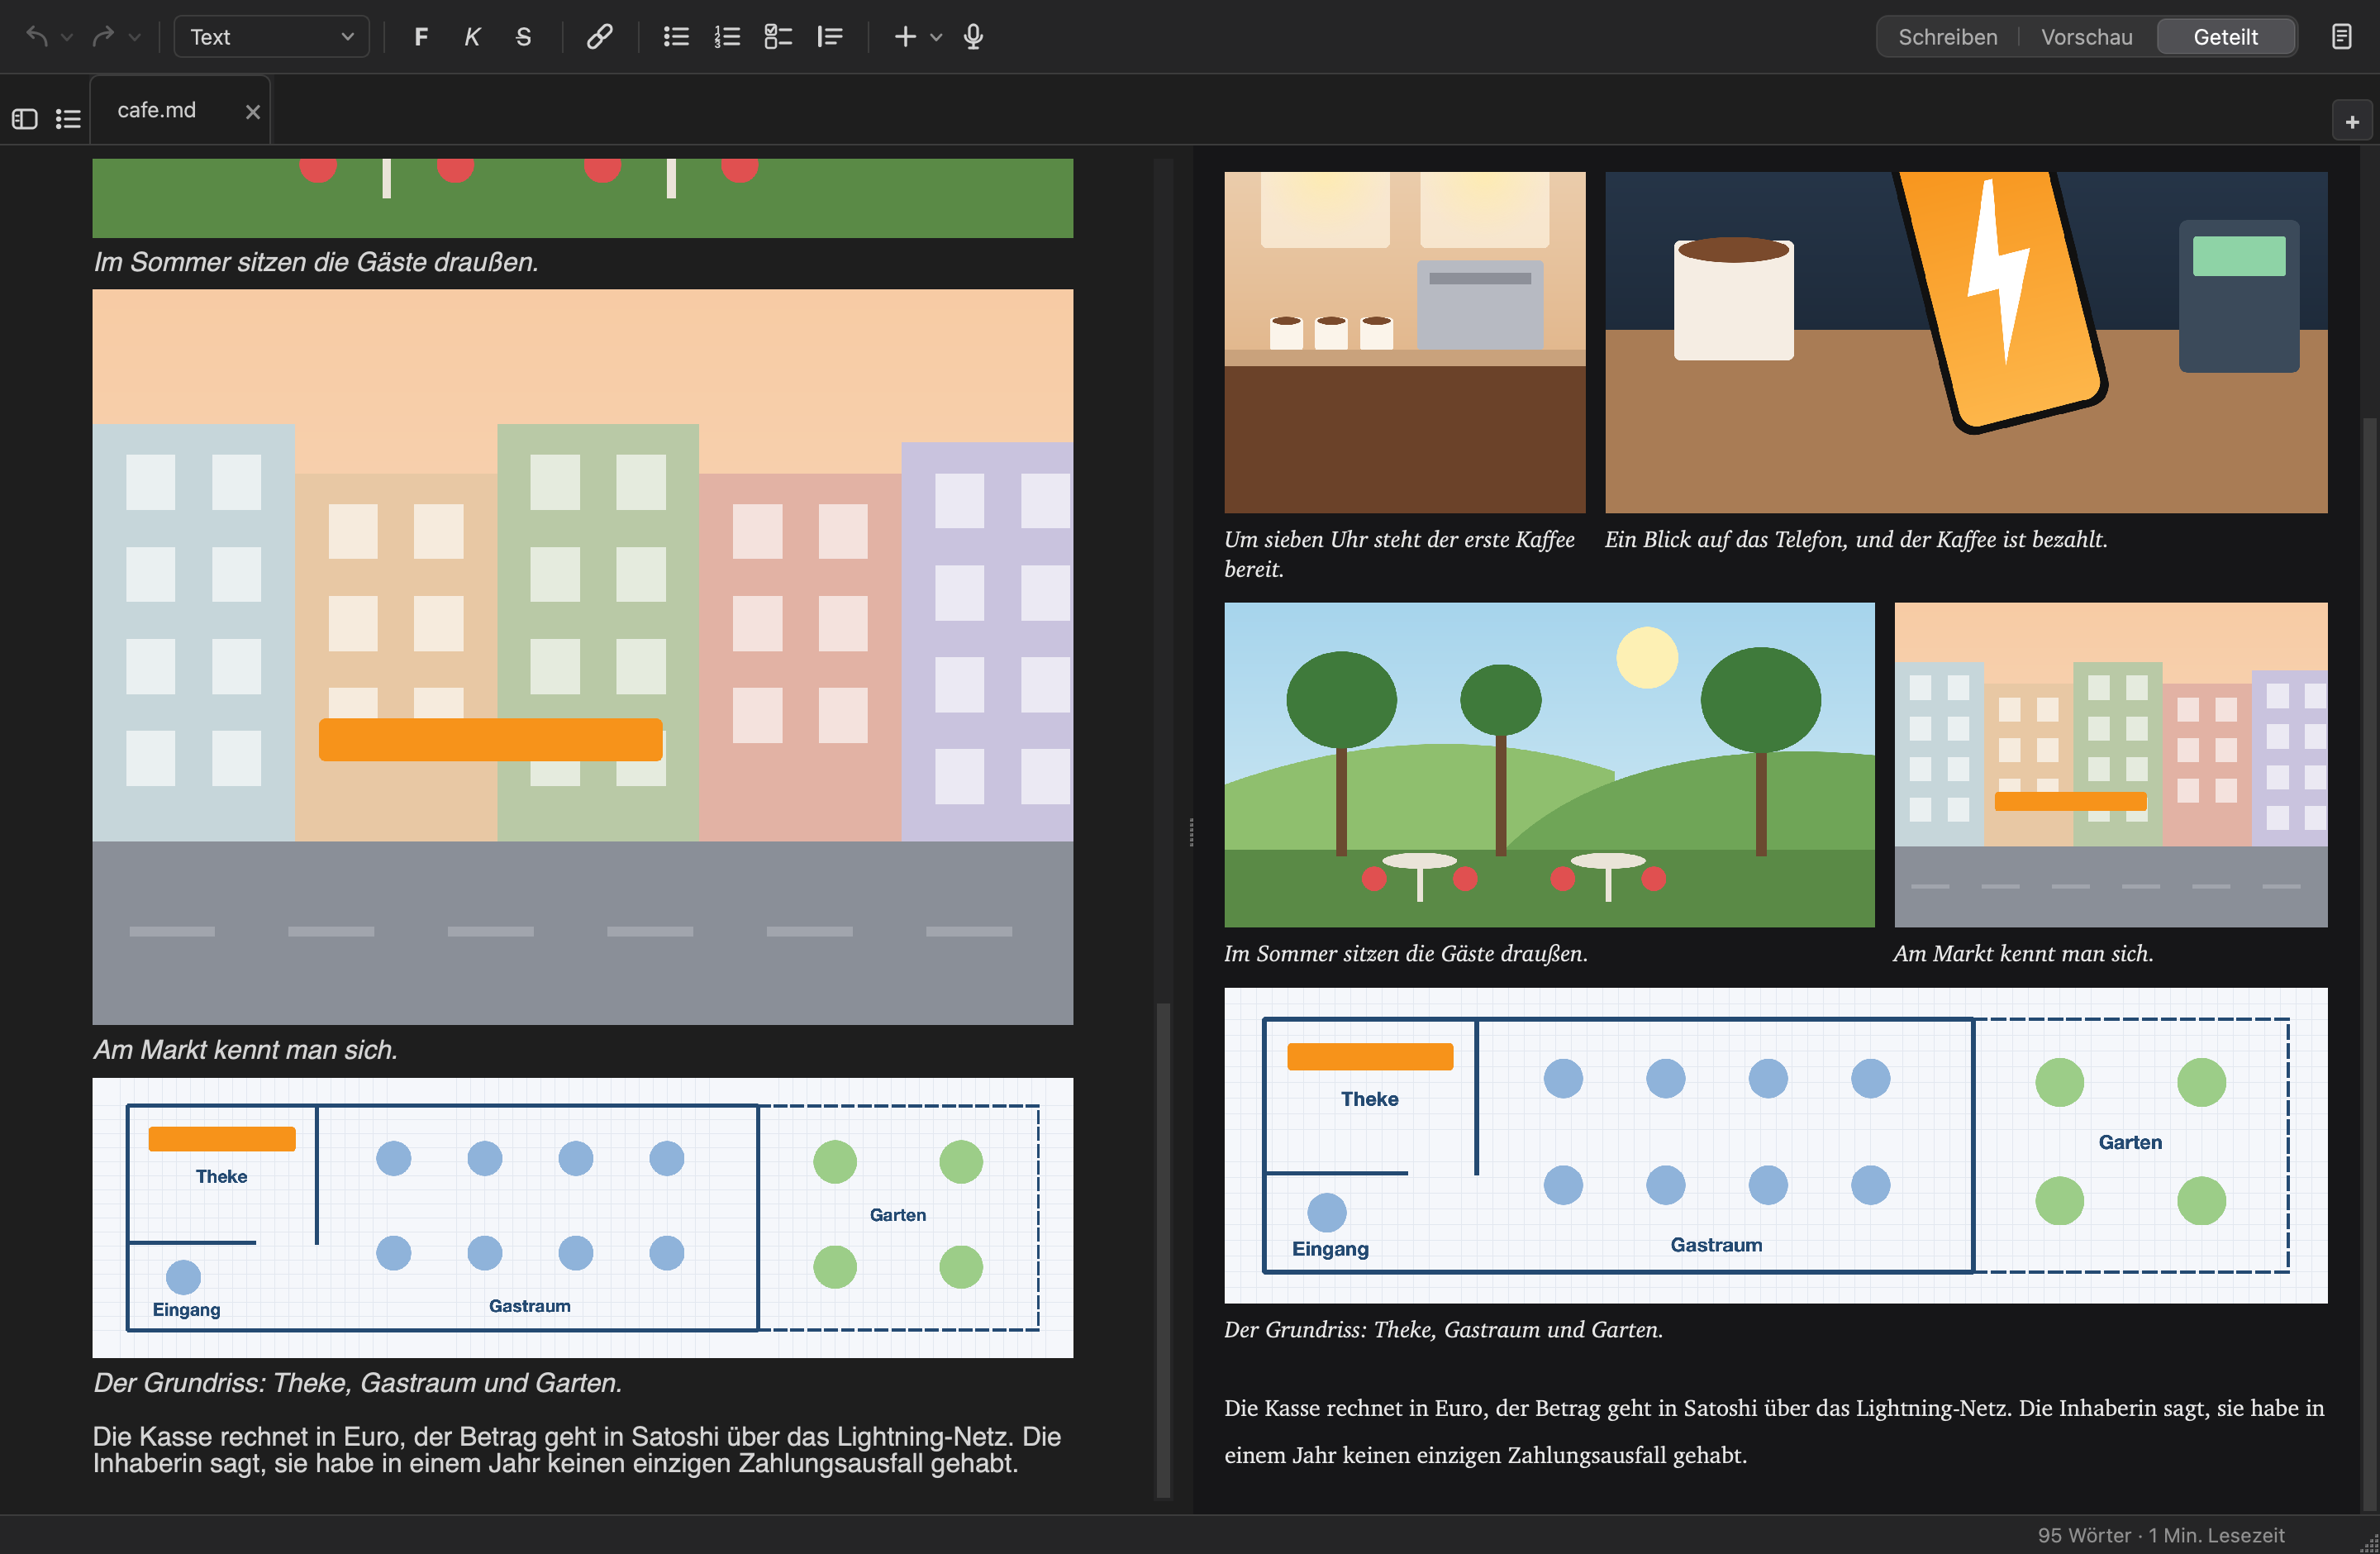 Text
F
K
S
Schreiben
Vorschau
Geteilt
cafe.md
Im Sommer sitzen die Gäste draußen.
Am Markt kennt man sich.
Theke
Garten
Eingang
Gastraum
Der Grundriss: Theke, Gastraum und Garten.
Die Kasse rechnet in Euro, der Betrag geht in Satoshi über das Lightning-Netz. Die
Inhaberin sagt, sie habe in einem Jahr keinen einzigen Zahlungsausfall gehabt.
Um sieben Uhr steht der erste Kaffee
bereit.
Ein Blick auf das Telefon, und der Kaffee ist bezahlt.
Im Sommer sitzen die Gäste draußen.
Am Markt kennt man sich.
Theke
Garten
Eingang
Gastraum
Der Grundriss: Theke, Gastraum und Garten.
Die Kasse rechnet in Euro, der Betrag geht in Satoshi über das Lightning-Netz. Die Inhaberin sagt, sie habe in
einem Jahr keinen einzigen Zahlungsausfall gehabt.
95 Wörter · 1 Min. Lesezeit